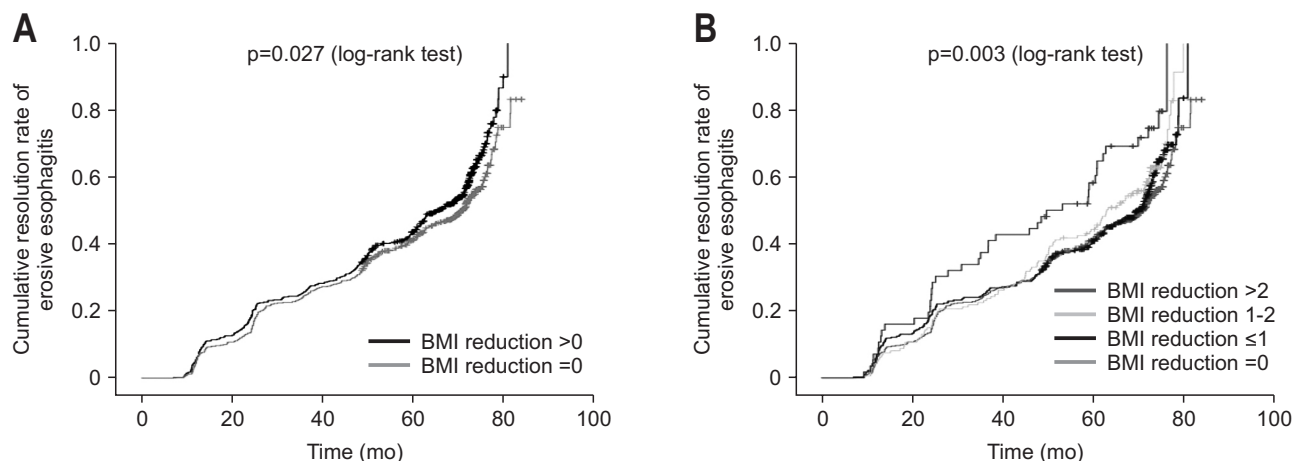 A
p=0.027 (log-rank test)
Cumulative resolution rate of
erosive esophagitis
1.0
0.8
0.6
0.4
0.2
0
BMI reduction >0
BMI reduction =0
0 20 40 60 80 100
Time (mo)
B
p=0.003 (log-rank test)
Cumulative resolution rate of
erosive esophagitis
1.0
0.8
0.6
0.4
0.2
0
BMI reduction >2
BMI reduction 1-2
BMI reduction ≤1
BMI reduction =0
0 20 40 60 80 100
Time (mo)